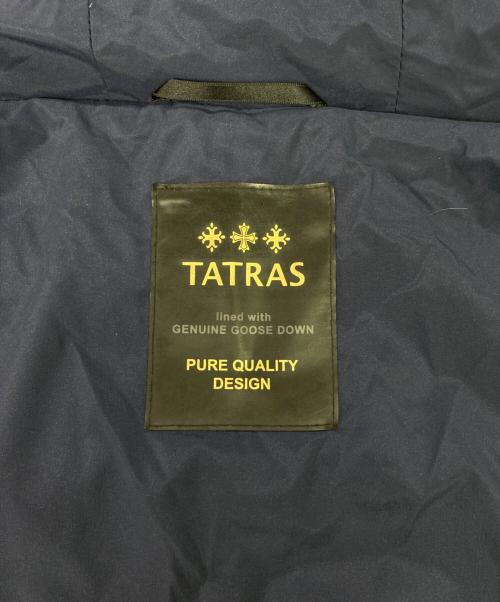 TATRAS
lined with
GENUINE GOOSE DOWN
PURE QUALITY
DESIGN